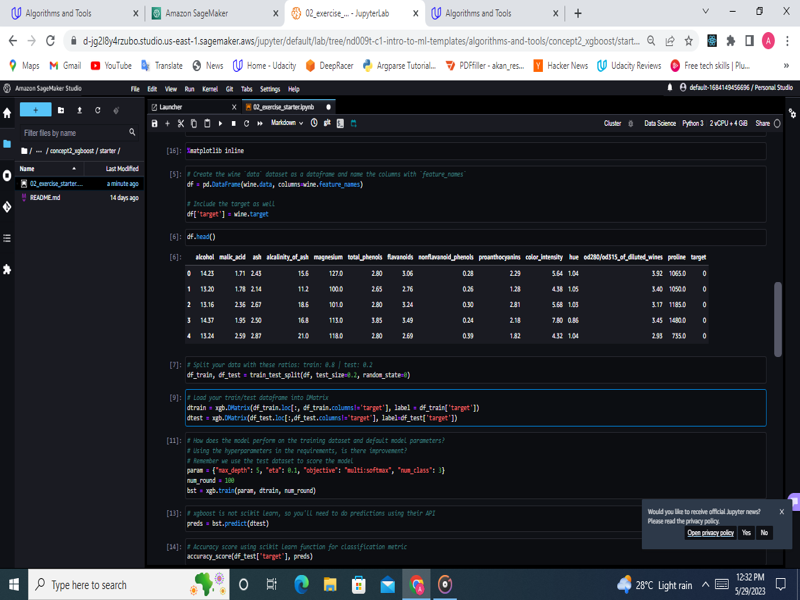 Algorithms and Tools
Amazon SageMaker
02_exercise_... - JupyterLab
Algorithms and Tools
d-jg2l8y4rzubo.studio.us-east-1.sagemaker.aws/jupyter/default/lab/tree/nd009t-c1-intro-to-ml-templates/algorithms-and-tools/concept2_xgboost/start...
Maps Gmail YouTube Translate News Home - Udacity DeepRacer Argparse Tutorial... PDFfiller - akan_res... Hacker News Udacity Reviews Free tech skills | Plu... »
Amazon SageMaker Studio File Edit View Run Kernel Git Tabs Settings Help default-1684149456696 / Personal Studio
Launcher 02_exercise_starter.ipynb
Markdown git Cluster Data Science Python 3 2 vCPU + 4 GiB Share
Filter files by name
/ ... / concept2_xgboost / starter /
Name Last Modified
02_exercise_starter.... a minute ago
README.md 14 days ago
[16]: %matplotlib inline
[5]: # Create the wine `data` dataset as a dataframe and name the columns with `feature_names`
df = pd.DataFrame(wine.data, columns=wine.feature_names)
# Include the target as well
df['target'] = wine.target
[6]: df.head()
[6]: alcohol malic_acid ash alcalinity_of_ash magnesium total_phenols flavanoids nonflavanoid_phenols proanthocyanins color_intensity hue od280/od315_of_diluted_wines proline target
0 14.23 1.71 2.43 15.6 127.0 2.80 3.06 0.28 2.29 5.64 1.04 3.92 1065.0 0
1 13.20 1.78 2.14 11.2 100.0 2.65 2.76 0.26 1.28 4.38 1.05 3.40 1050.0 0
2 13.16 2.36 2.67 18.6 101.0 2.80 3.24 0.30 2.81 5.68 1.03 3.17 1185.0 0
3 14.37 1.95 2.50 16.8 113.0 3.85 3.49 0.24 2.18 7.80 0.86 3.45 1480.0 0
4 13.24 2.59 2.87 21.0 118.0 2.80 2.69 0.39 1.82 4.32 1.04 2.93 735.0 0
[7]: # Split your data with these ratios: train: 0.8 | test: 0.2
df_train, df_test = train_test_split(df, test_size=0.2, random_state=0)
[9]: # Load your train/test dataframe into DMatrix
dtrain = xgb.DMatrix(df_train.loc[:, df_train.columns!='target'], label = df_train['target'])
dtest = xgb.DMatrix(df_test.loc[:,df_test.columns!='target'], label=df_test['target'])
[11]: # How does the model perform on the training dataset and default model parameters?
# Using the hyperparameters in the requirements, is there improvement?
# Remember we use the test dataset to score the model
param = {"max_depth": 5, "eta": 0.1, "objective": "multi:softmax", "num_class": 3}
num_round = 100
bst = xgb.train(param, dtrain, num_round)
[13]: # xgboost is not scikit learn, so you'll need to do predictions using their API
preds = bst.predict(dtest)
[14]: # Accuracy score using scikit learn function for classification metric
accuracy_score(df_test['target'], preds)
Would you like to receive official Jupyter news?
Please read the privacy policy.
Open privacy policy Yes No
Type here to search
28°C Light rain
12:32 PM
5/29/2023